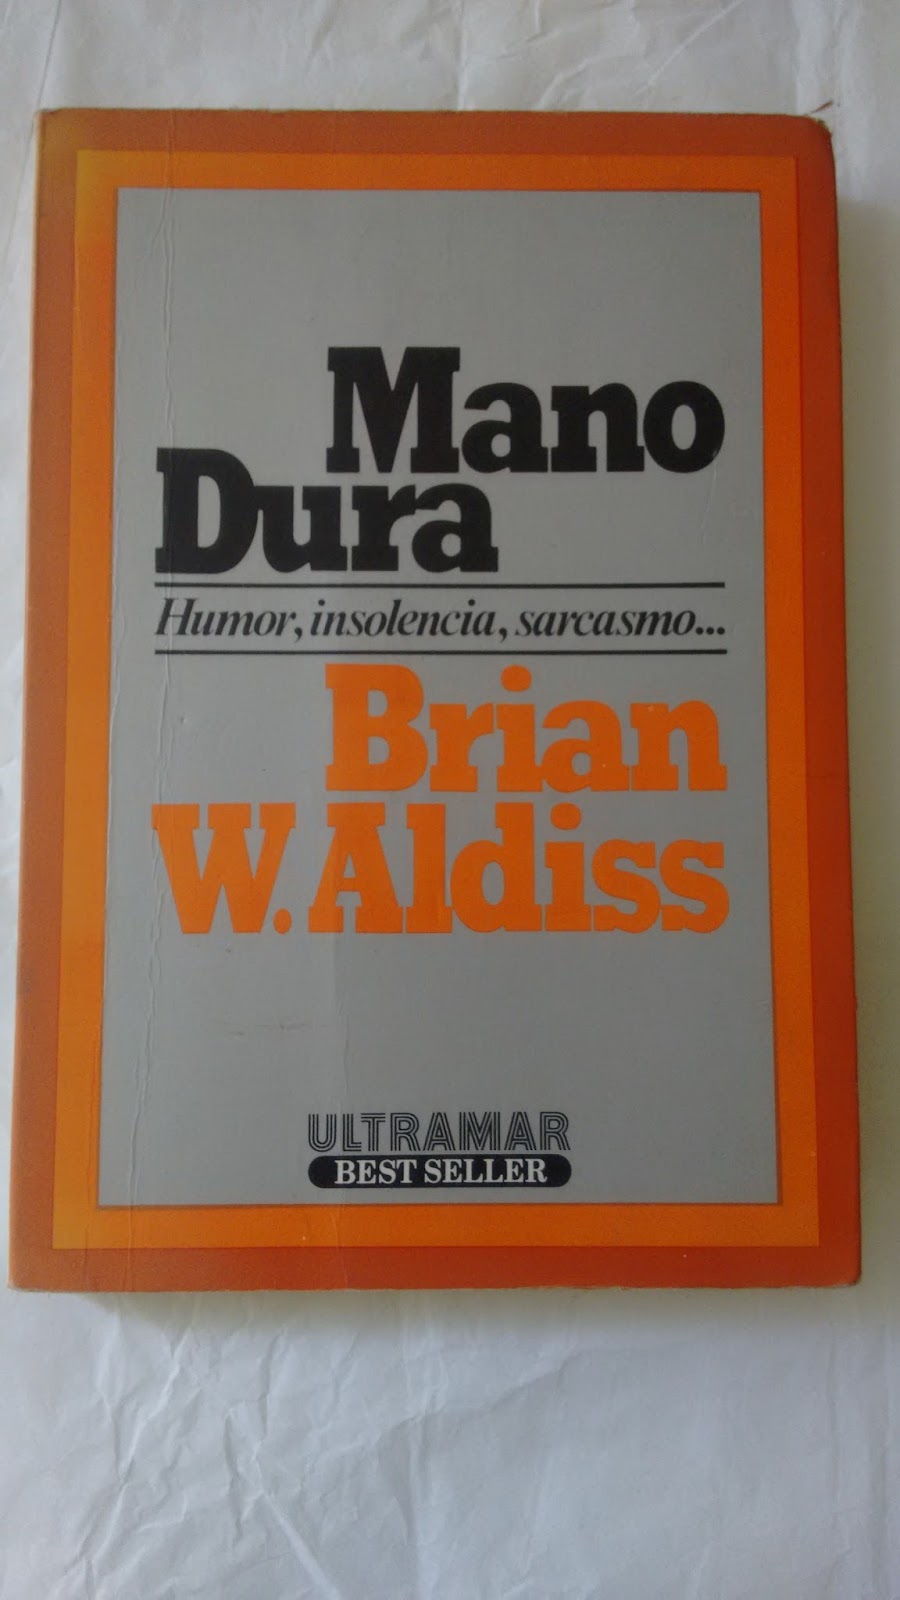 Mano
Dura
Humor, insolencia, sarcasmo...
Brian
W. Aldiss
ULTRAMAR
BEST SELLER